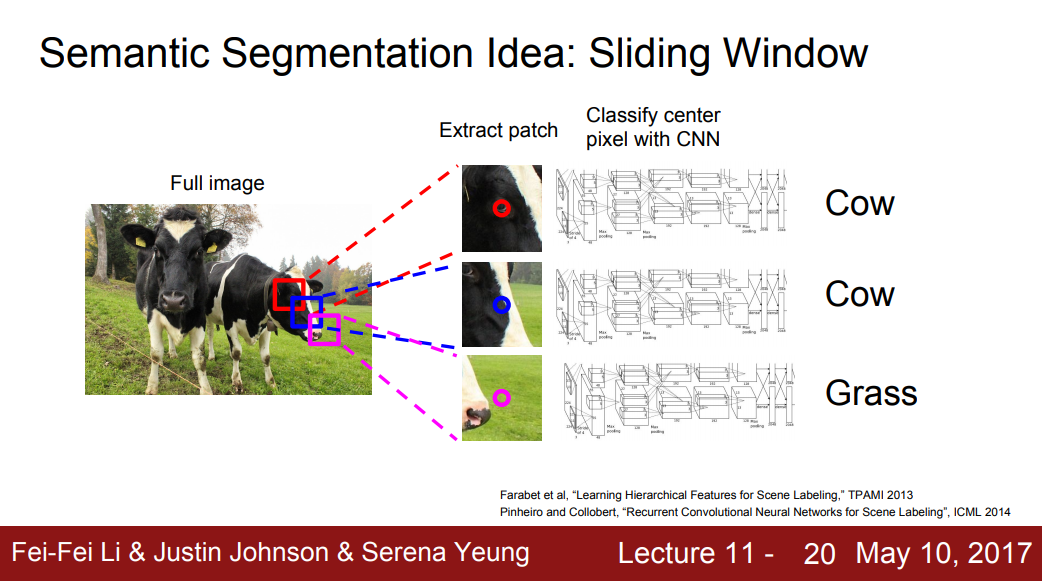 Semantic Segmentation Idea: Sliding Window
Full image
Extract patch
Classify center
pixel with CNN
Cow
Cow
Grass
Farabet et al, “Learning Hierarchical Features for Scene Labeling,” TPAMI 2013
Pinheiro and Collobert, “Recurrent Convolutional Neural Networks for Scene Labeling”, ICML 2014
Fei-Fei Li & Justin Johnson & Serena Yeung
Lecture 11 - 20 May 10, 2017